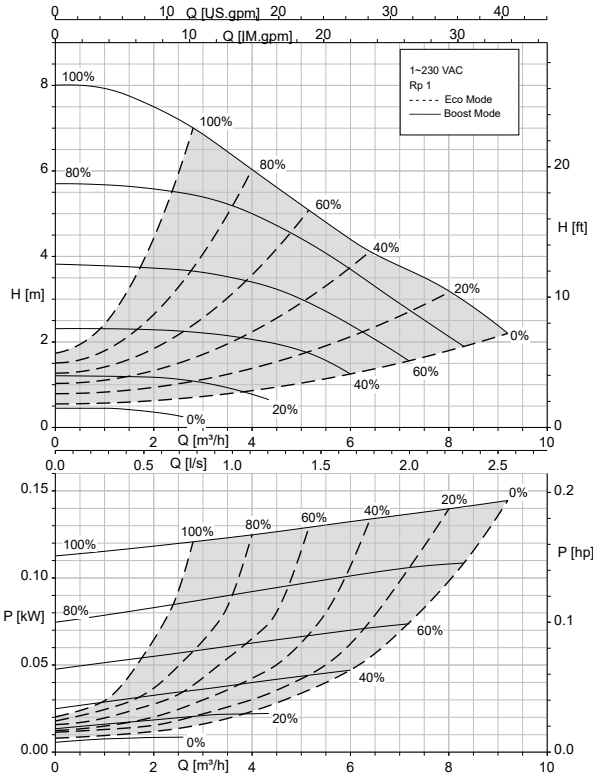 0 10 20 30 40
Q [US.gpm]
0 10 20 30
Q [IM.gpm]
1~230 VAC
Rp 1
Eco Mode
Boost Mode
8
100%
100%
6
80%
80%
20
60%
H [ft]
4
40%
20%
H [m]
10
2
0%
60%
40%
20%
0%
0
0
0 2 4 6 8 10
Q [m³/h]
0.0 0.5 1.0 1.5 2.0 2.5
Q [l/s]
0.15
0.2
0%
20%
40%
60%
80%
100%
100%
P [hp]
0.10
80%
P [kW]
0.1
60%
0.05
40%
20%
0%
0.00
0.0
0 2 4 6 8 10
Q [m³/h]